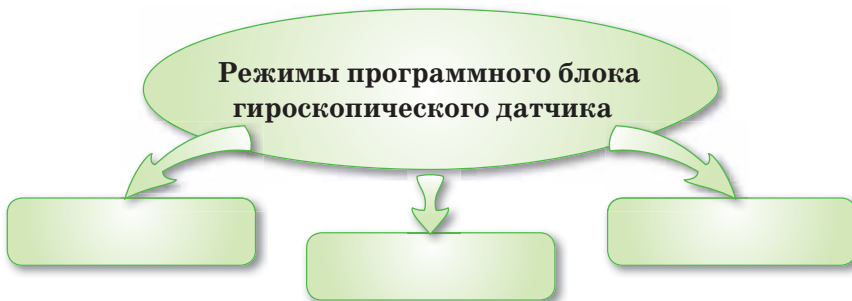 Режимы программного блока
гироскопического датчика